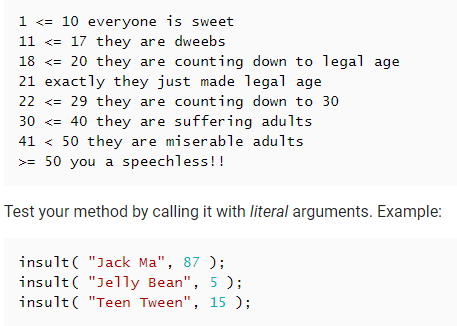 1 <= 10 everyone is sweet
11 <= 17 they are dweebs
18 <= 20 they are counting down to legal age
21 exactly they just made legal age
22 <= 29 they are counting down to 30
30 <= 40 they are suffering adults
41 < 50 they are miserable adults
>= 50 you a speechless!!
Test your method by calling it with literal arguments. Example:
insult( "Jack Ma", 87 );
insult( "Jelly Bean", 5 );
insult( "Teen Tween", 15 );